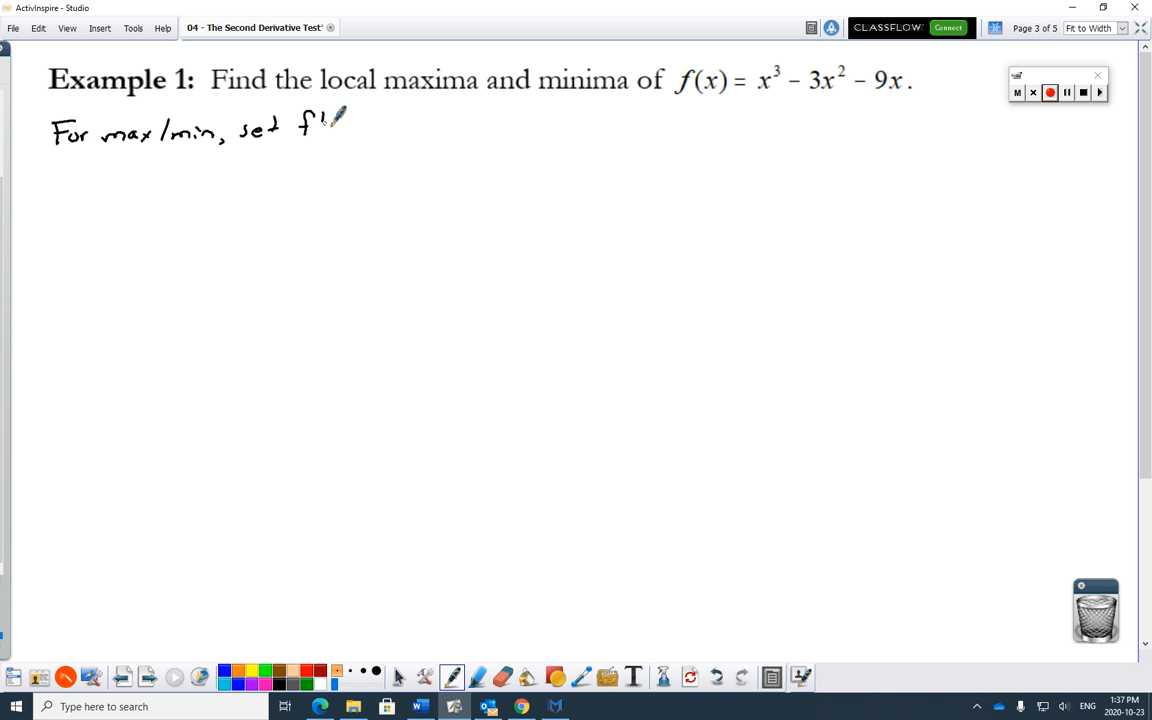 ActivInspire - Studio
File Edit View Insert Tools Help 04 - The Second Derivative Test* CLASSFLOW Connect Page 3 of 5 Fit to Width
Example 1: Find the local maxima and minima of f(x) = x³ − 3x² − 9x.
M
For max/min, set f'
T
Type here to search
ENG
1:37 PM
2020-10-23